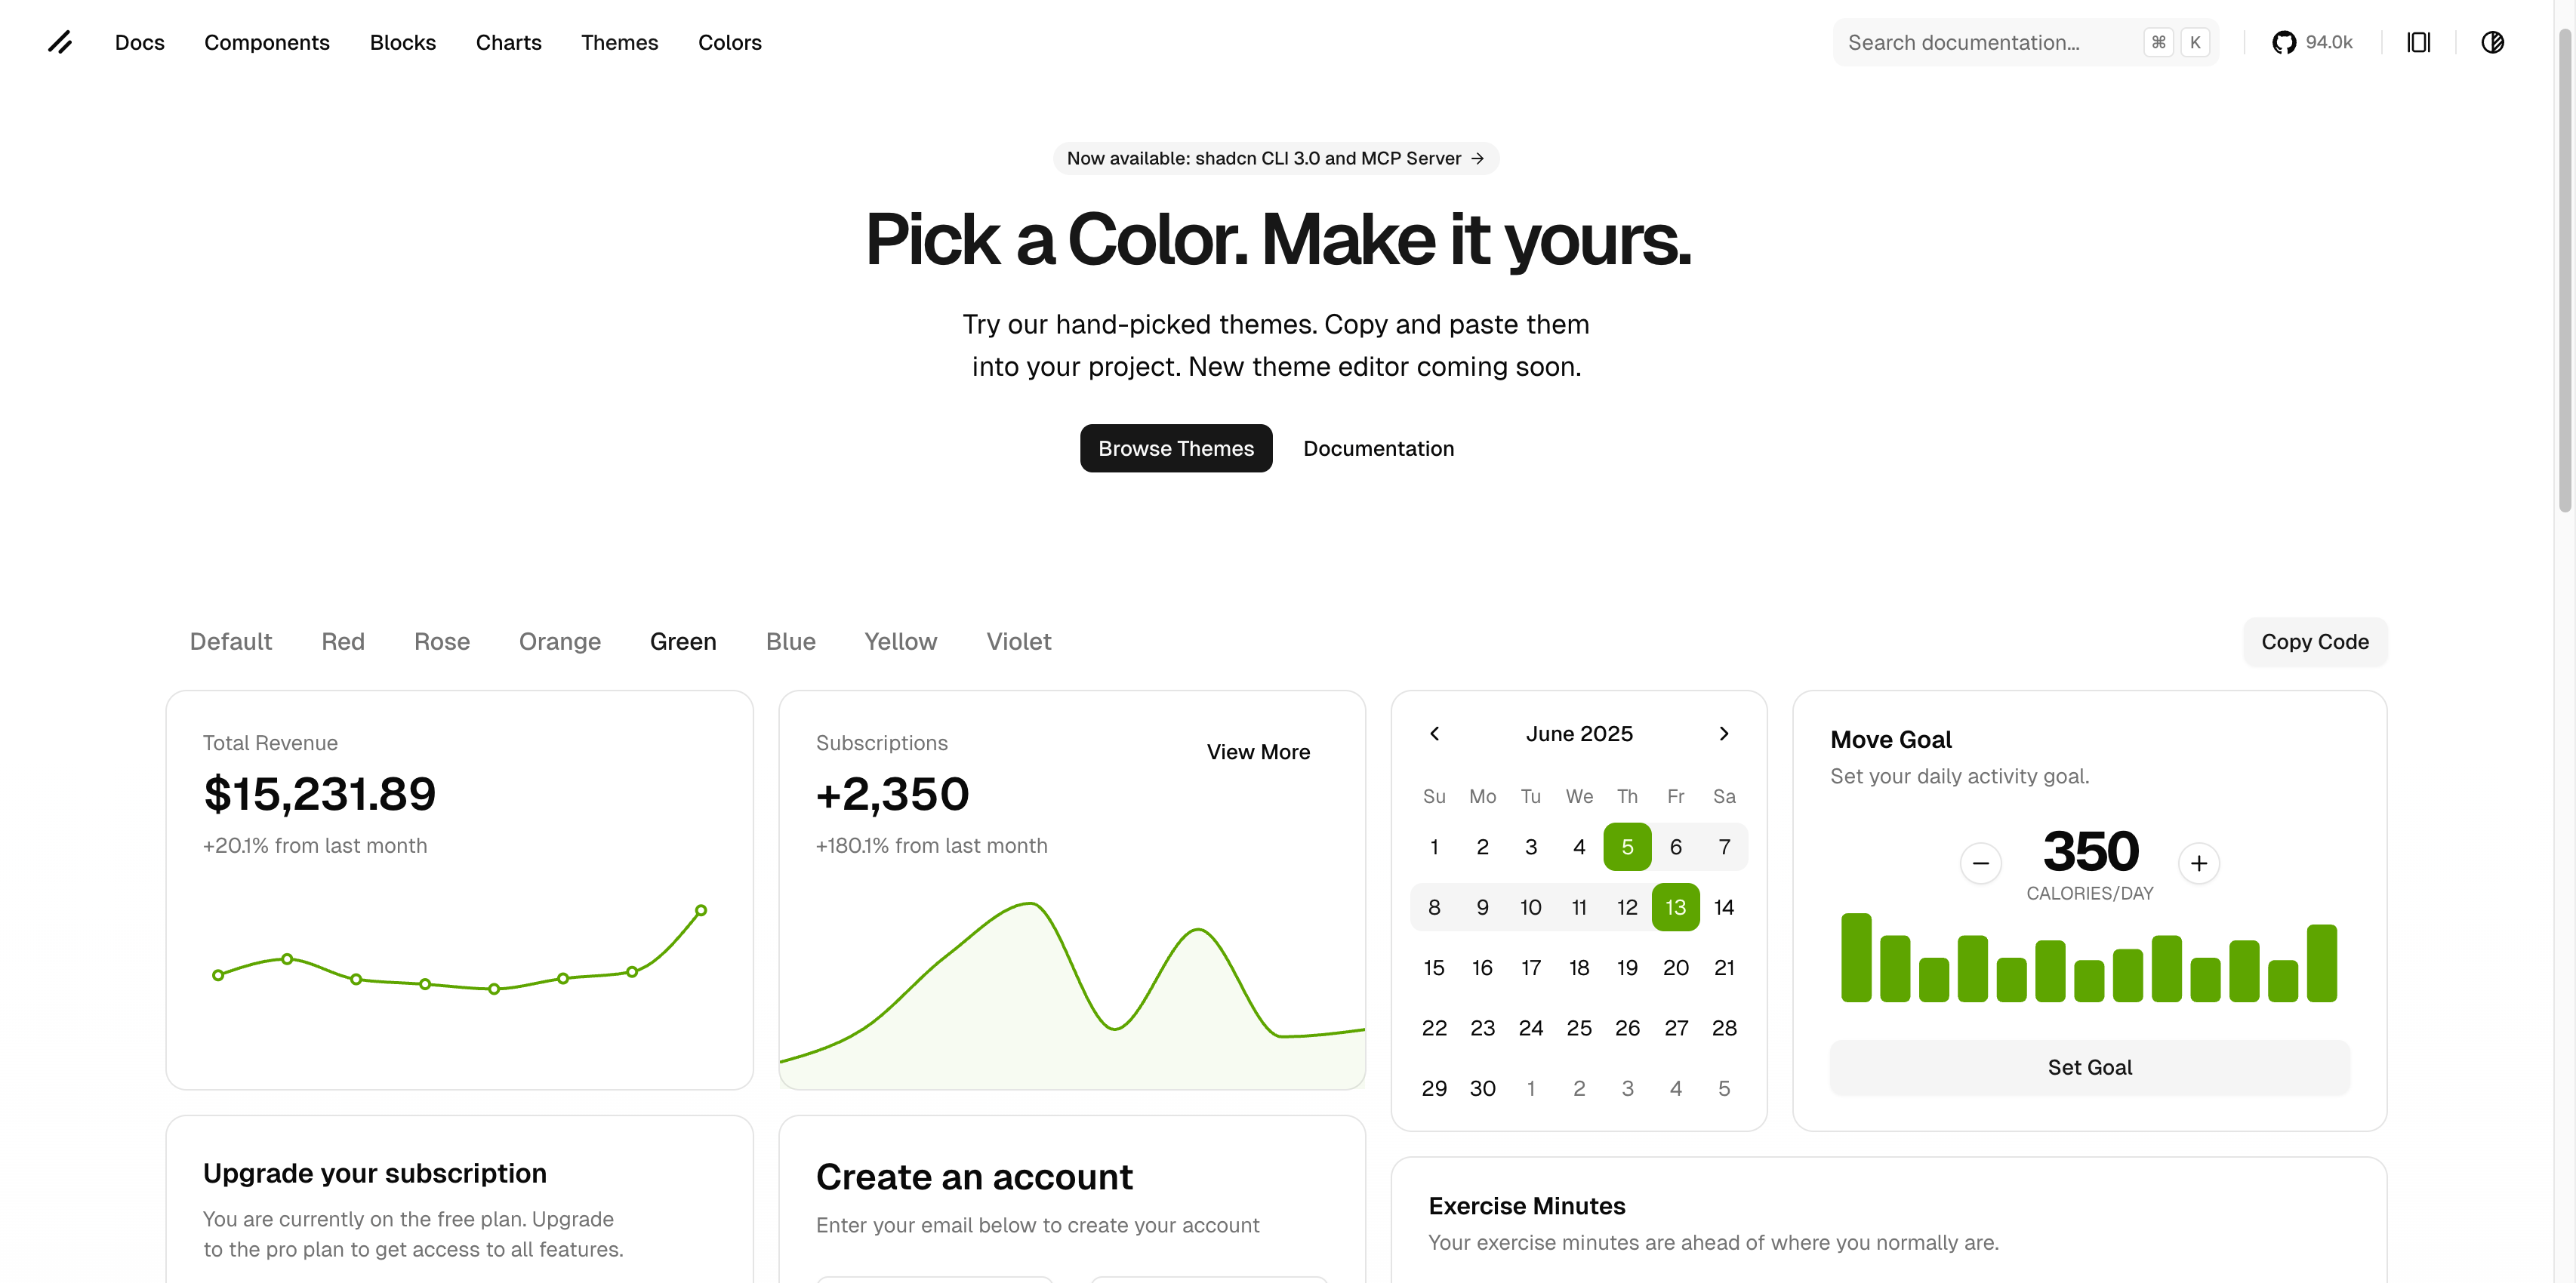 Docs Components Blocks Charts Themes Colors Search documentation... ⌘ K 94.0k
Now available: shadcn CLI 3.0 and MCP Server →
Pick a Color. Make it yours.
Try our hand-picked themes. Copy and paste them
into your project. New theme editor coming soon.
Browse Themes Documentation
Default Red Rose Orange Green Blue Yellow Violet Copy Code
Total Revenue
$15,231.89
+20.1% from last month
Subscriptions
View More
+2,350
+180.1% from last month
June 2025
Su Mo Tu We Th Fr Sa
1 2 3 4 5 6 7
8 9 10 11 12 13 14
15 16 17 18 19 20 21
22 23 24 25 26 27 28
29 30 1 2 3 4 5
Move Goal
Set your daily activity goal.
350
CALORIES/DAY
Set Goal
Upgrade your subscription
You are currently on the free plan. Upgrade
to the pro plan to get access to all features.
Create an account
Enter your email below to create your account
Exercise Minutes
Your exercise minutes are ahead of where you normally are.